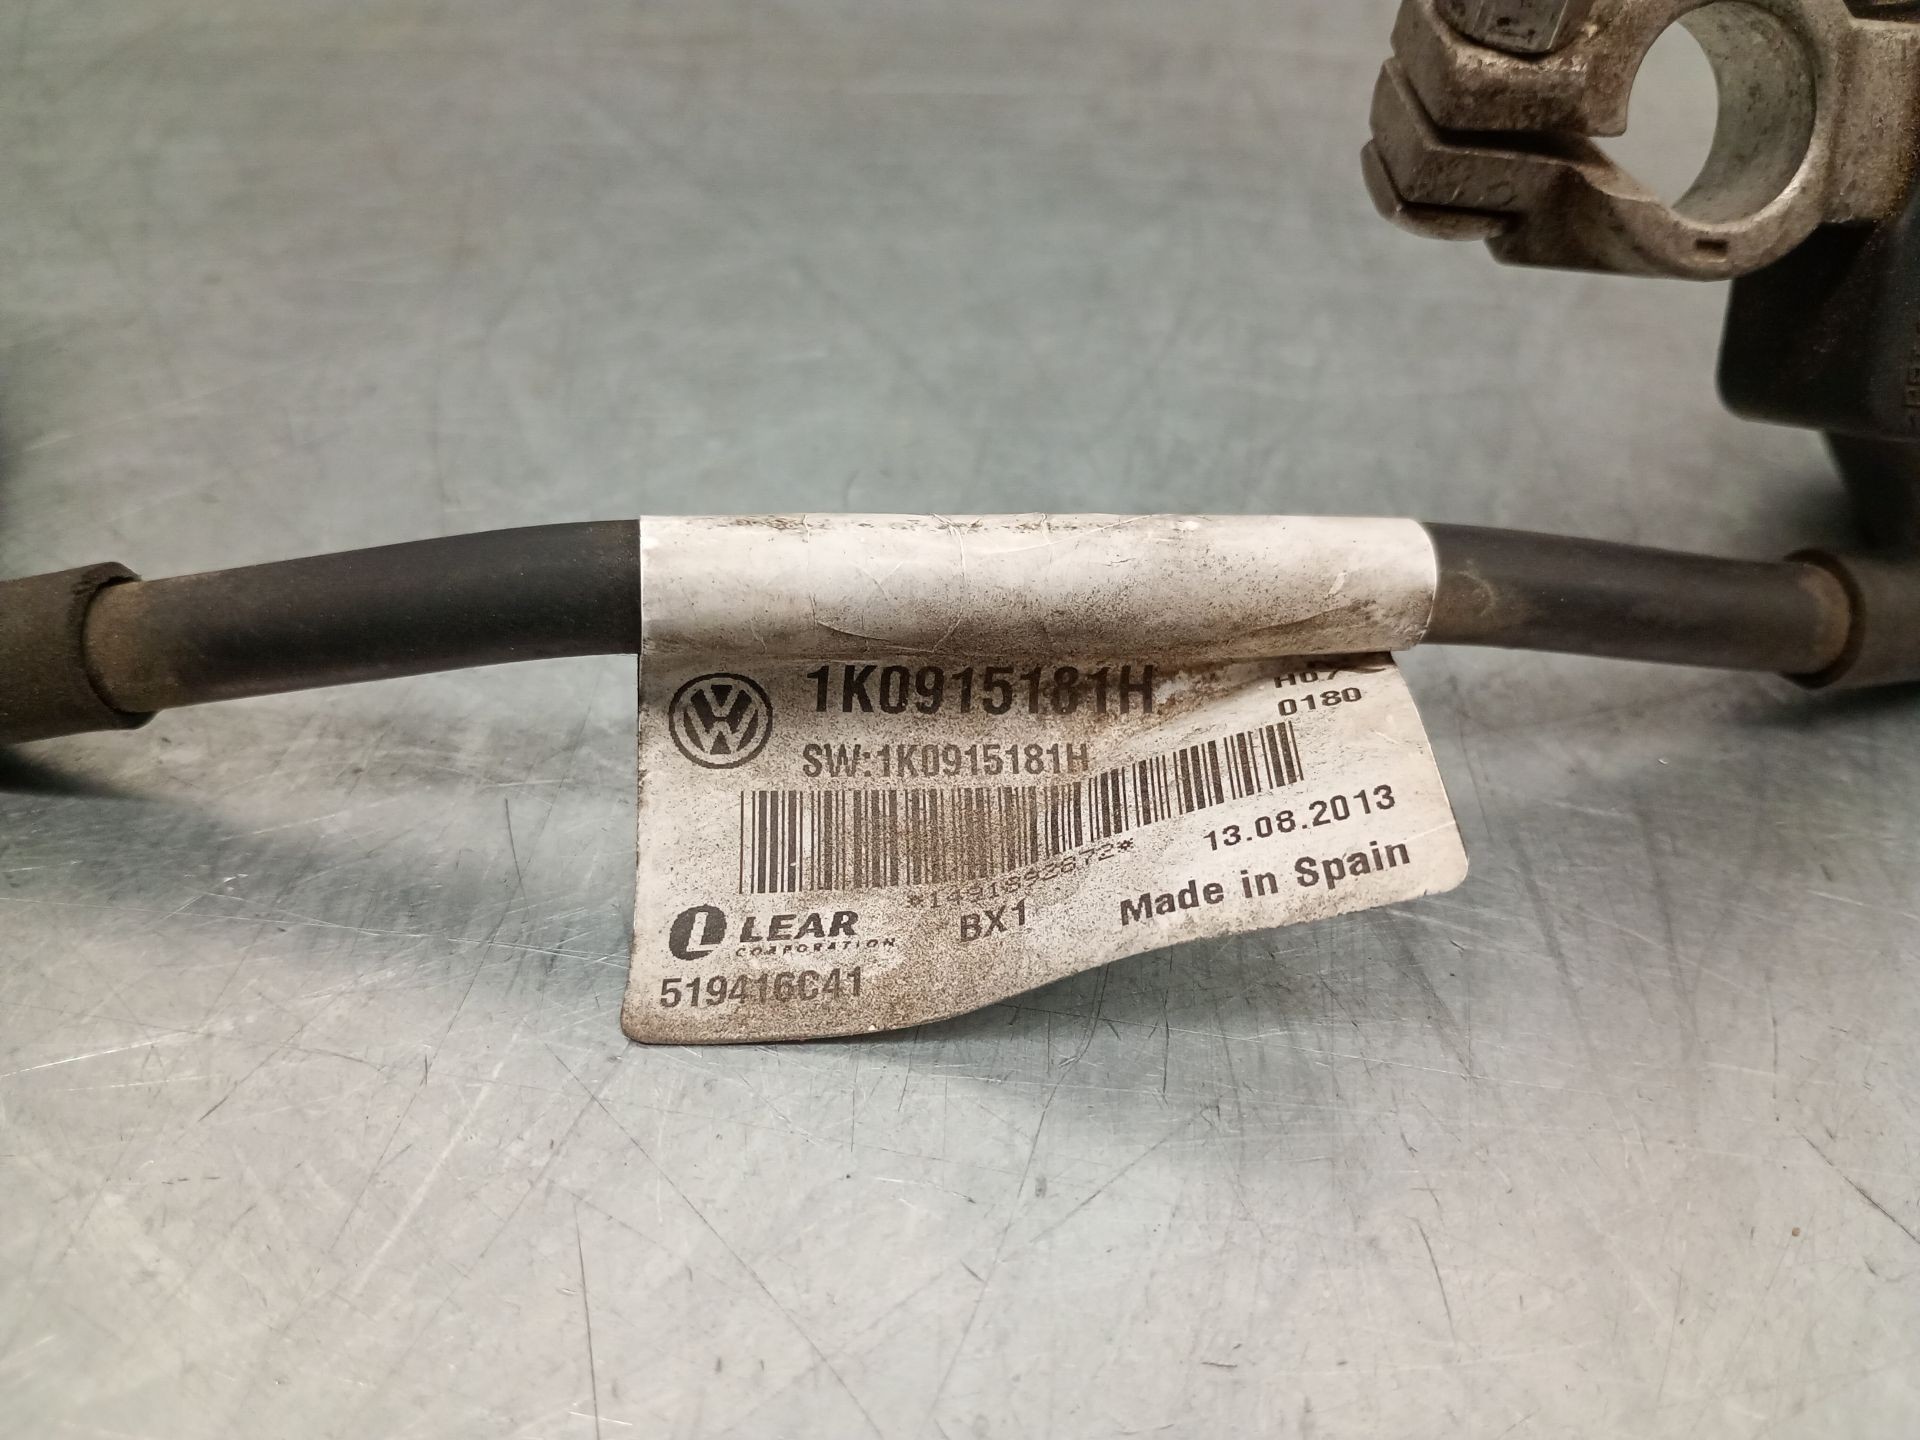 1K0915181H
0180
SW:1K0915181H
13.08.2013
LEAR
CORPORATION
BX1
Made in Spain
519416C41